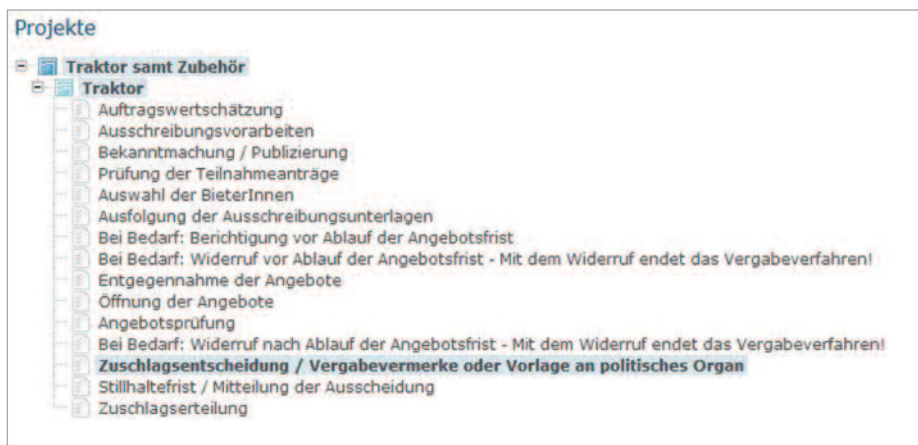 Projekte
Traktor samt Zubehör
Traktor
Auftragswertschätzung
Ausschreibungsvorarbeiten
Bekanntmachung / Publizierung
Prüfung der Teilnahmeanträge
Auswahl der BieterInnen
Ausfolgung der Ausschreibungsunterlagen
Bei Bedarf: Berichtigung vor Ablauf der Angebotsfrist
Bei Bedarf: Widerruf vor Ablauf der Angebotsfrist - Mit dem Widerruf endet das Vergabeverfahren!
Entgegennahme der Angebote
Öffnung der Angebote
Angebotsprüfung
Bei Bedarf: Widerruf nach Ablauf der Angebotsfrist - Mit dem Widerruf endet das Vergabeverfahren!
Zuschlagsentscheidung / Vergabevermerke oder Vorlage an politisches Organ
Stillhaltefrist / Mitteilung der Ausscheidung
Zuschlagserteilung